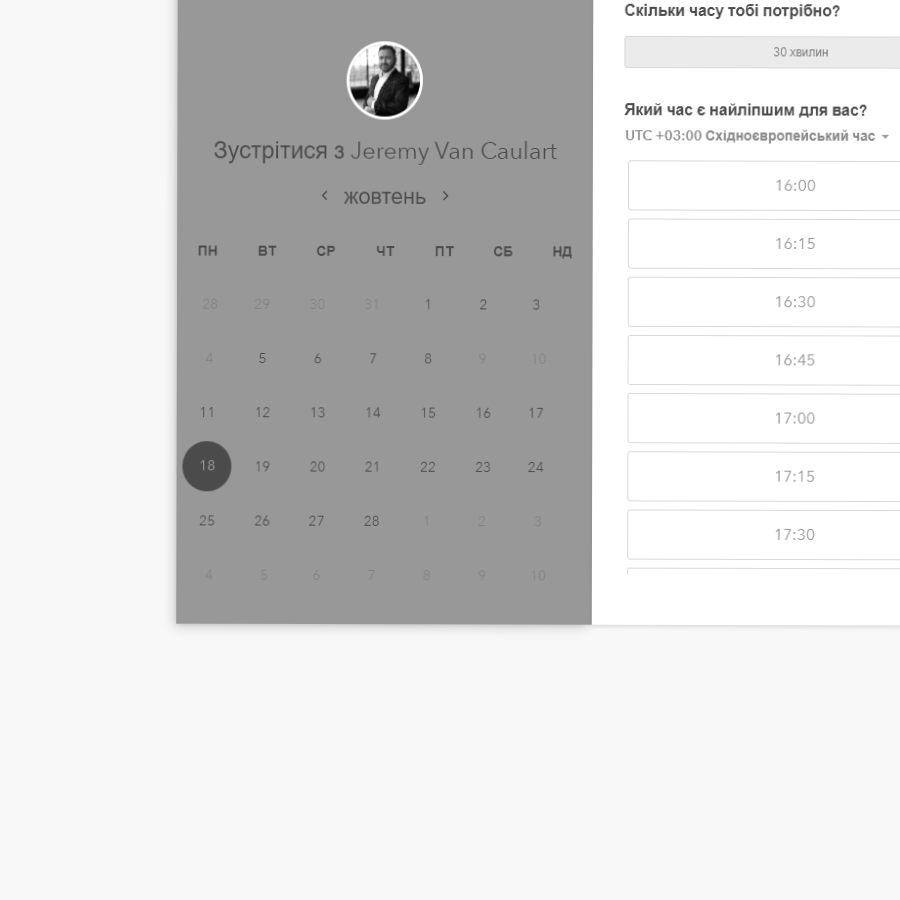 Зустрітися з Jeremy Van Caulart
‹ жовтень ›
ПН ВТ СР ЧТ ПТ СБ НД
28 29 30 31 1 2 3
4 5 6 7 8 9 10
11 12 13 14 15 16 17
18 19 20 21 22 23 24
25 26 27 28 1 2 3
4 5 6 7 8 9 10
Скільки часу тобі потрібно?
30 хвилин
Який час є найліпшим для вас?
UTC +03:00 Східноєвропейський час
16:00
16:15
16:30
16:45
17:00
17:15
17:30